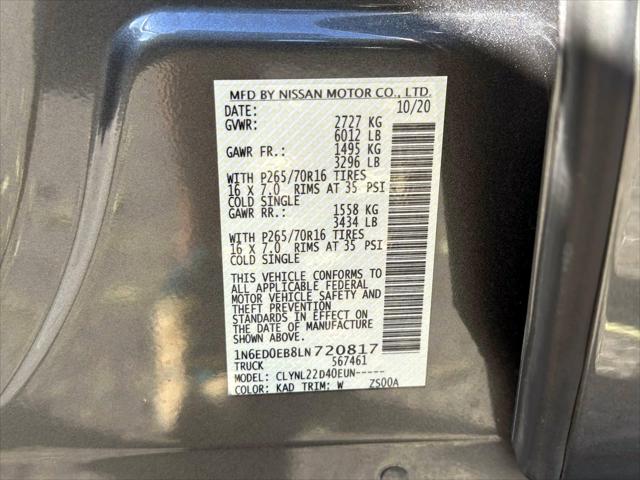 MFD BY NISSAN MOTOR CO., LTD.
DATE: 10/20
GVWR: 2727 KG
6012 LB
GAWR FR.: 1495 KG
3296 LB
WITH P265/70R16 TIRES
16 X 7.0 RIMS AT 35 PSI
COLD SINGLE
GAWR RR.: 1558 KG
3434 LB
WITH P265/70R16 TIRES
16 X 7.0 RIMS AT 35 PSI
COLD SINGLE
THIS VEHICLE CONFORMS TO
ALL APPLICABLE FEDERAL
MOTOR VEHICLE SAFETY AND
THEFT PREVENTION
STANDARDS IN EFFECT ON
THE DATE OF MANUFACTURE
SHOWN ABOVE.
1N6ED0EB8LN720817
TRUCK 567461
MODEL: CLYNL22D40EUN-----
COLOR: KAD TRIM: W ZS00A